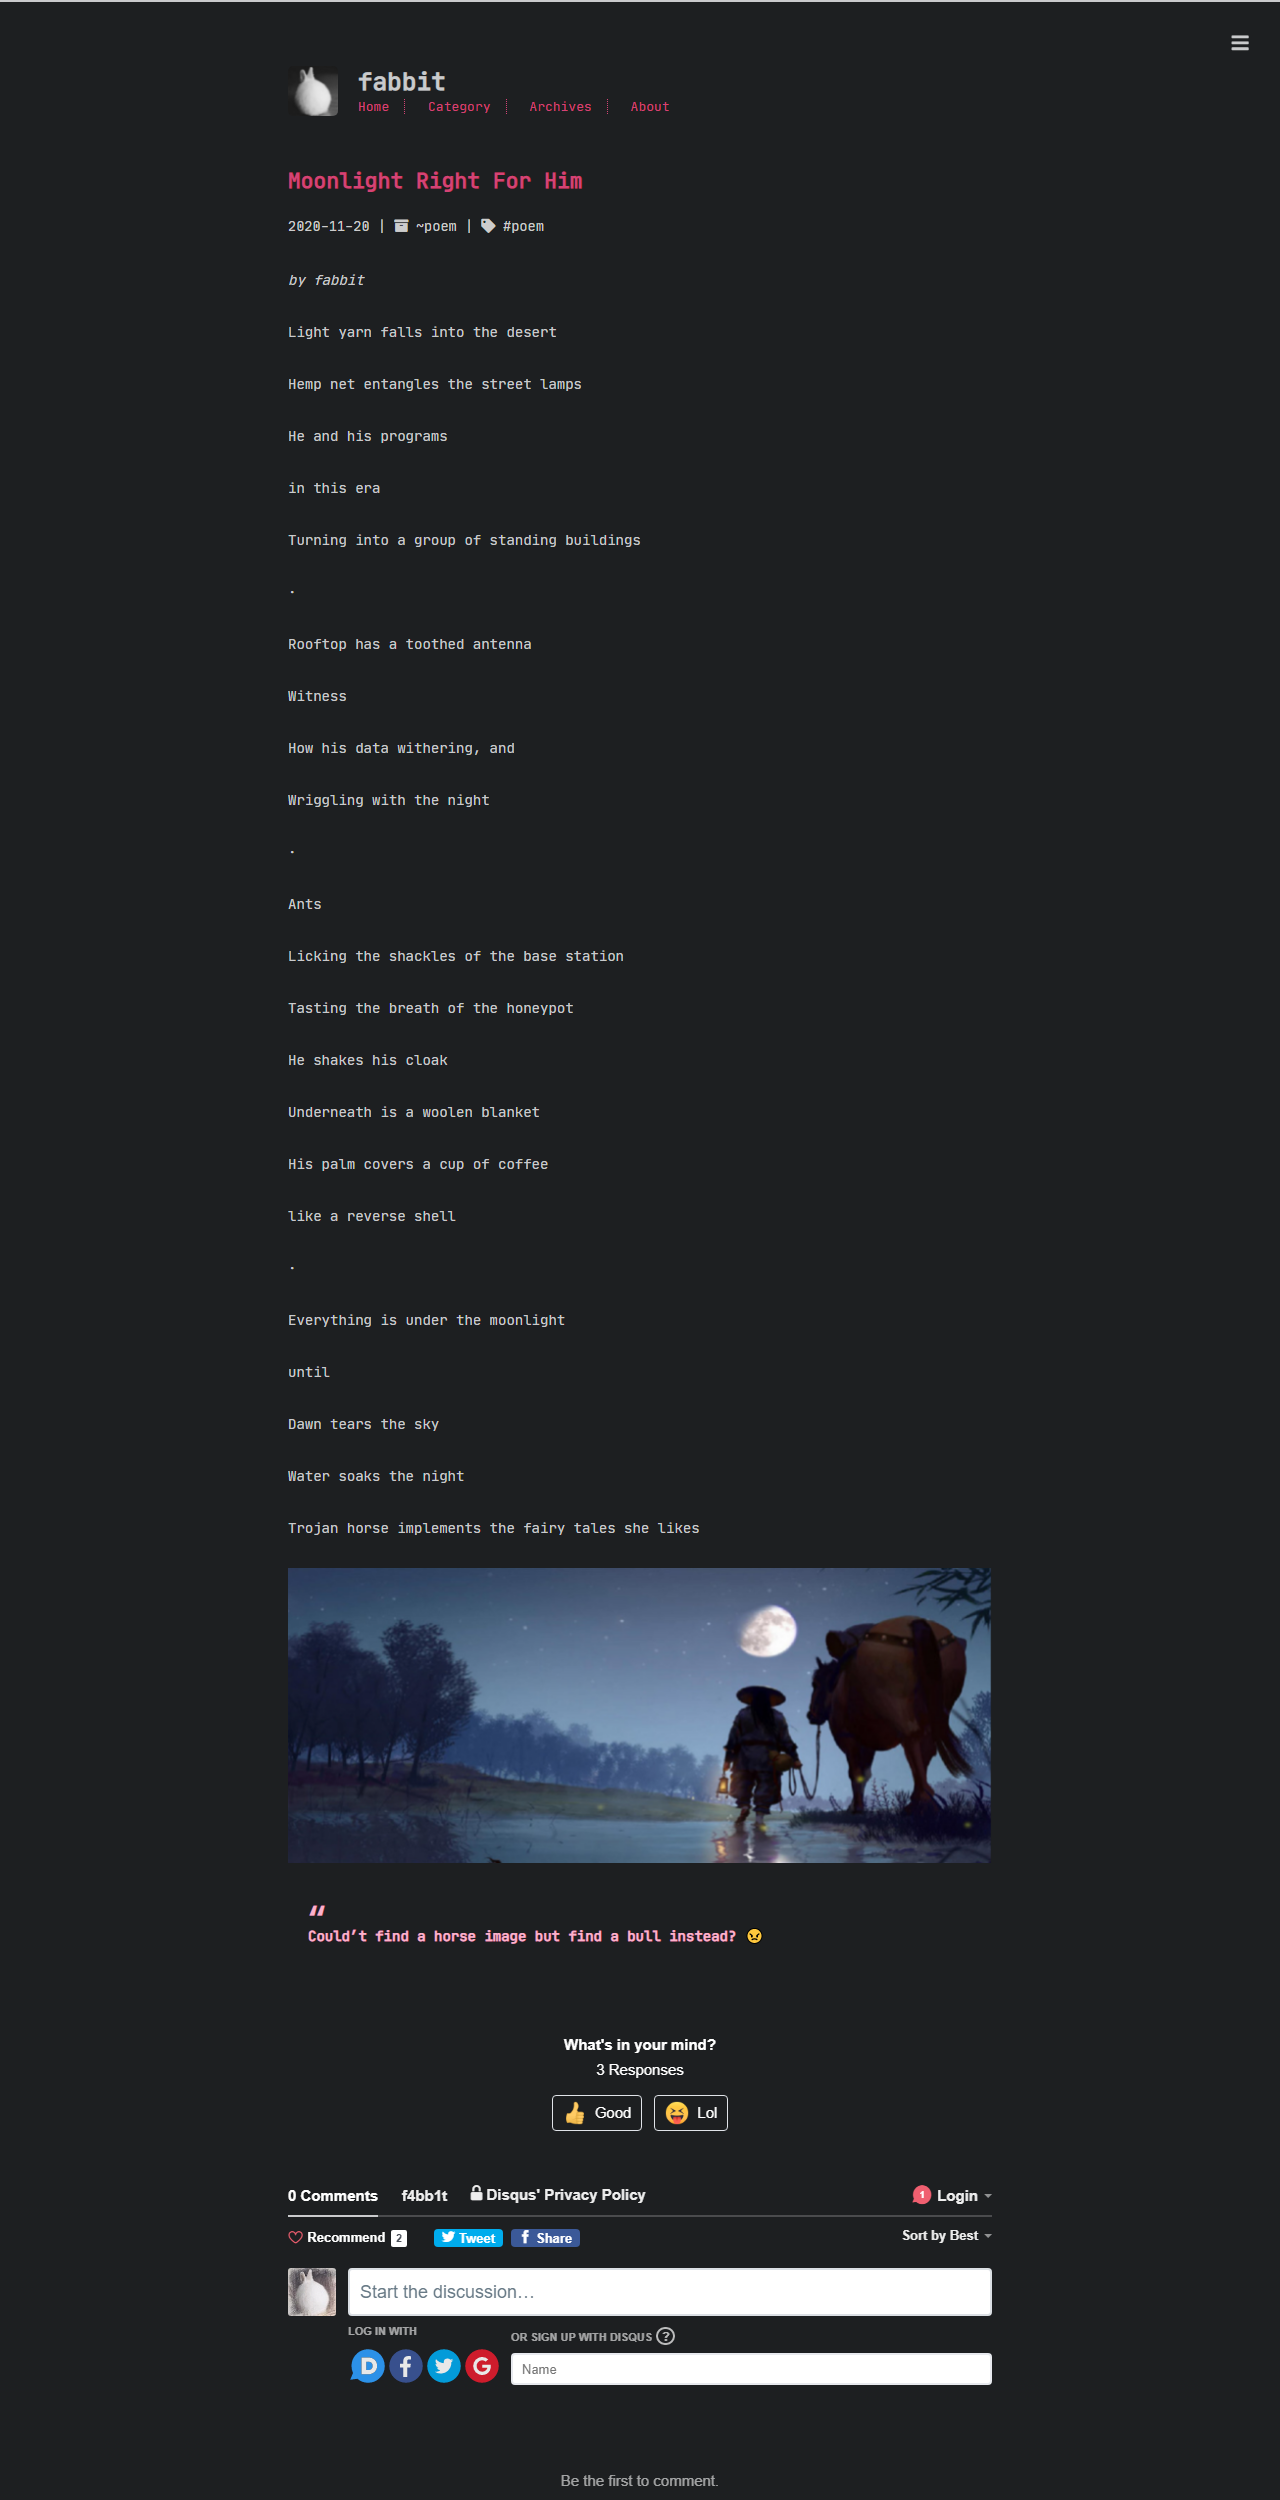 fabbit
Home Category Archives About
Moonlight Right For Him
2020-11-20 | ~poem | #poem
by fabbit
Light yarn falls into the desert
Hemp net entangles the street lamps
He and his programs
in this era
Turning into a group of standing buildings
.
Rooftop has a toothed antenna
Witness
How his data withering, and
Wriggling with the night
.
Ants
Licking the shackles of the base station
Tasting the breath of the honeypot
He shakes his cloak
Underneath is a woolen blanket
His palm covers a cup of coffee
like a reverse shell
.
Everything is under the moonlight
until
Dawn tears the sky
Water soaks the night
Trojan horse implements the fairy tales she likes
“
Could’t find a horse image but find a bull instead? 😠
What's in your mind?
3 Responses
Good Lol
0 Comments f4bb1t Disqus' Privacy Policy 1 Login
Recommend 2 Tweet f Share Sort by Best
Start the discussion…
LOG IN WITH
OR SIGN UP WITH DISQUS ?
D f G
Name
Be the first to comment.